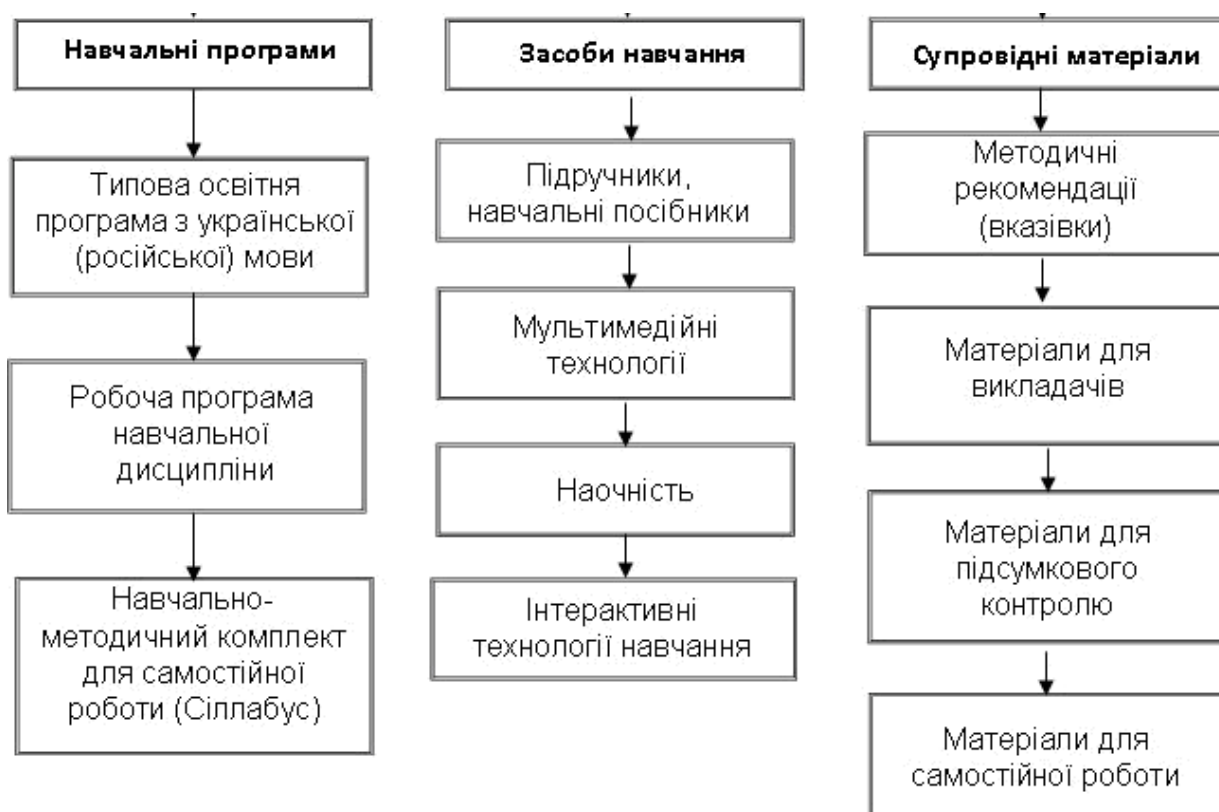 Навчальні програми
Типова освітня
програма з української
(російської) мови
Робоча програма
навчальної
дисципліни
Навчально-
методичний комплект
для самостійної
роботи (Сіллабус)
Засоби навчання
Підручники,
навчальні посібники
Мультимедійні
технології
Наочність
Інтерактивні
технології навчання
Супровідні матеріали
Методичні
рекомендації
(вказівки)
Матеріали для
викладачів
Матеріали для
підсумкового
контролю
Матеріали для
самостійної роботи